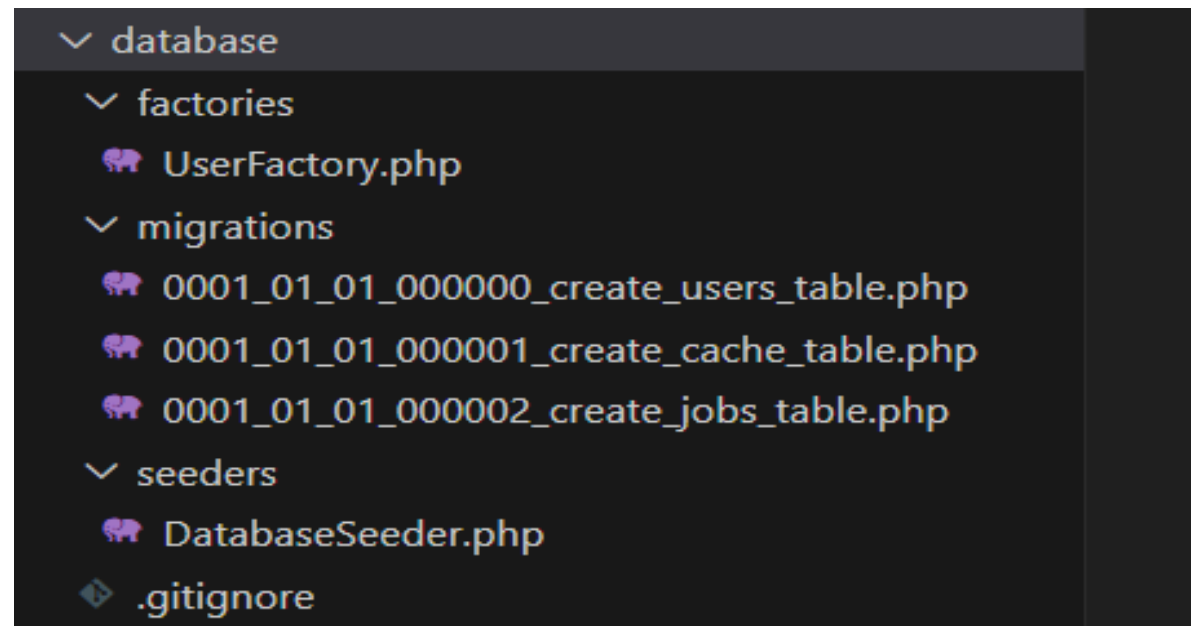 database
factories
UserFactory.php
migrations
0001_01_01_000000_create_users_table.php
0001_01_01_000001_create_cache_table.php
0001_01_01_000002_create_jobs_table.php
seeders
DatabaseSeeder.php
.gitignore